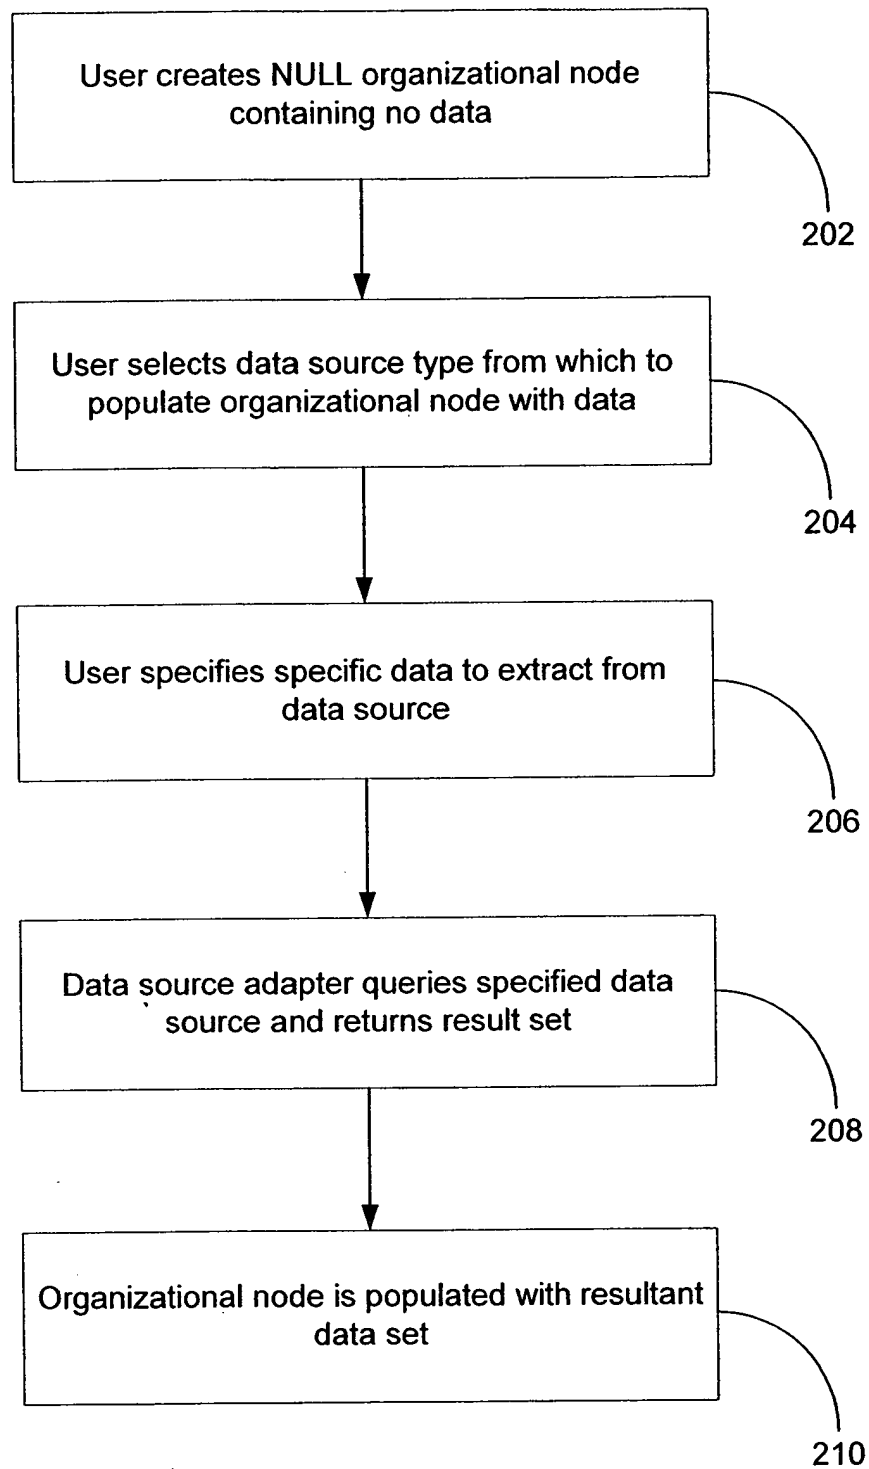 User creates NULL organizational node
containing no data
202
User selects data source type from which to
populate organizational node with data
204
User specifies specific data to extract from
data source
206
Data source adapter queries specified data
source and returns result set
208
Organizational node is populated with resultant
data set
210